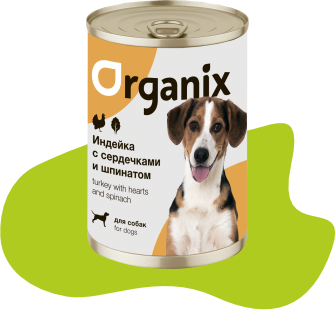 Organix
Индейка
с сердечками
и шпинатом
turkey with hearts
and spinach
для собак
for dogs